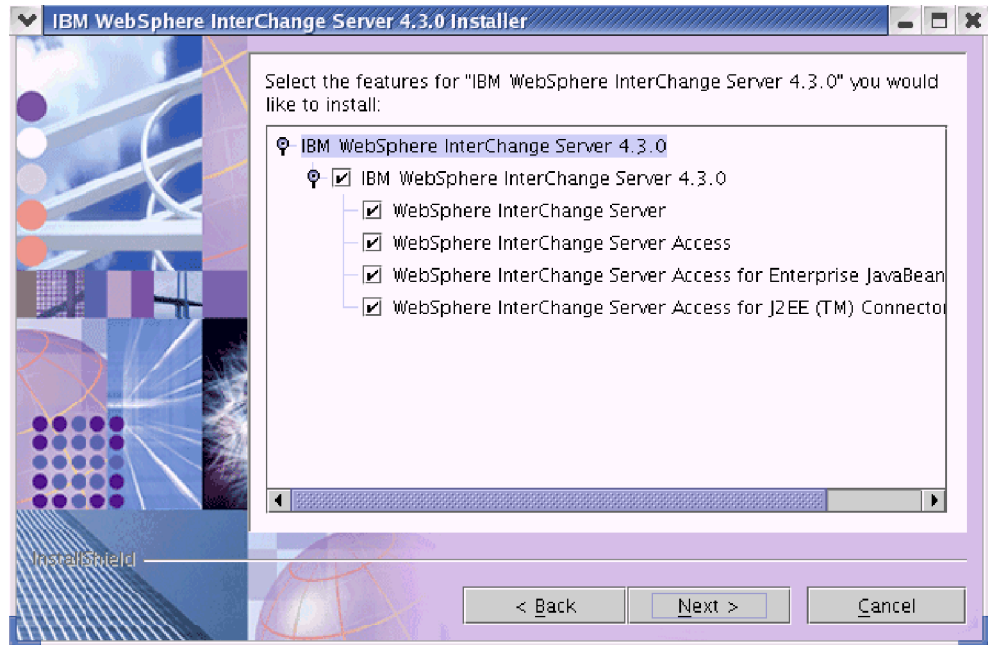 IBM WebSphere InterChange Server 4.3.0 Installer
Select the features for "IBM WebSphere InterChange Server 4.3.0" you would
like to install:
IBM WebSphere InterChange Server 4.3.0
IBM WebSphere InterChange Server 4.3.0
WebSphere InterChange Server
WebSphere InterChange Server Access
WebSphere InterChange Server Access for Enterprise JavaBean
WebSphere InterChange Server Access for J2EE (TM) Connector
InstallShield
< Back
Next >
Cancel